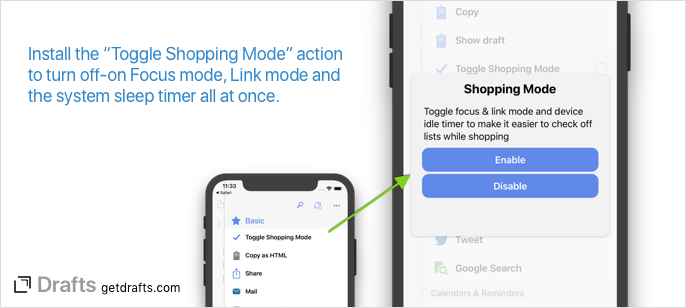 Install the “Toggle Shopping Mode” action
to turn off-on Focus mode, Link mode and
the system sleep timer all at once.
11:33
Safari
Basic
Toggle Shopping Mode
Copy as HTML
Share
Mail
Copy
Show draft
Toggle Shopping Mode
Shopping Mode
Toggle focus & link mode and device
idle timer to make it easier to check off
lists while shopping
Enable
Disable
Tweet
Google Search
Calendars & Reminders
Drafts getdrafts.com